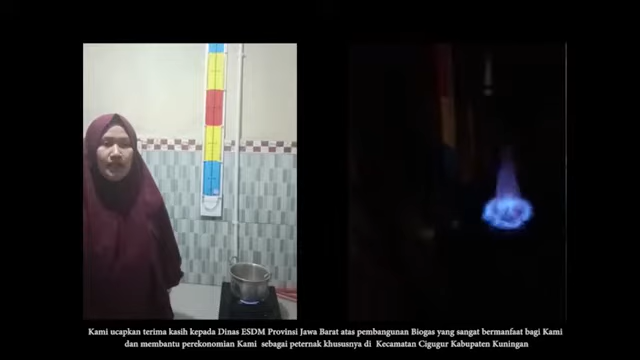 Kami ucapkan terima kasih kepada Dinas ESDM Provinsi Jawa Barat atas pembangunan Biogas yang sangat bermanfaat bagi Kami
dan membantu perekonomian Kami sebagai peternak khususnya di Kecamatan Cigugur Kabupaten Kuningan